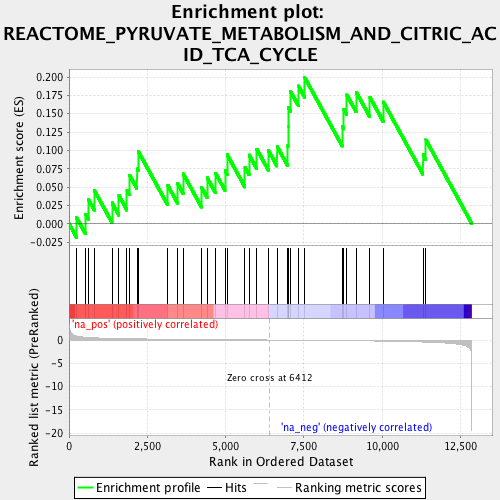 Enrichment plot:
REACTOME_PYRUVATE_METABOLISM_AND_CITRIC_AC
ID_TCA_CYCLE
Enrichment score (ES)
0.200
0.175
0.150
0.125
0.100
0.075
0.050
0.025
0.000
-0.025
'na_pos' (positively correlated)
Ranked list metric (PreRanked)
0
-5
-10
-15
-20
Zero cross at 6412
'na_neg' (negatively correlated)
0
2,500
5,000
7,500
10,000
12,500
Rank in Ordered Dataset
Enrichment profile
Hits
Ranking metric scores